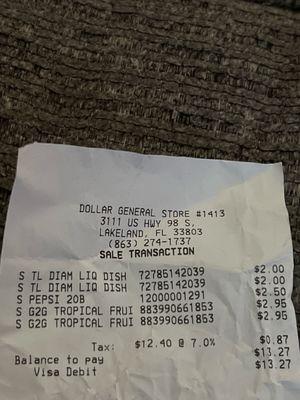 DOLLAR GENERAL STORE #1413
3111 US HWY 98 S,
LAKELAND, FL 33803
(863) 274-1737
SALE TRANSACTION
S TL DIAM LIQ DISH 72785142039 $2.00
S TL DIAM LIQ DISH 72785142039 $2.00
S PEPSI 20B 12000001291 $2.50
S G2G TROPICAL FRUI 883990661853 $2.95
S G2G TROPICAL FRUI 883990661853 $2.95
Tax: $12.40 @ 7.0% $0.87
Balance to pay $13.27
Visa Debit $13.27